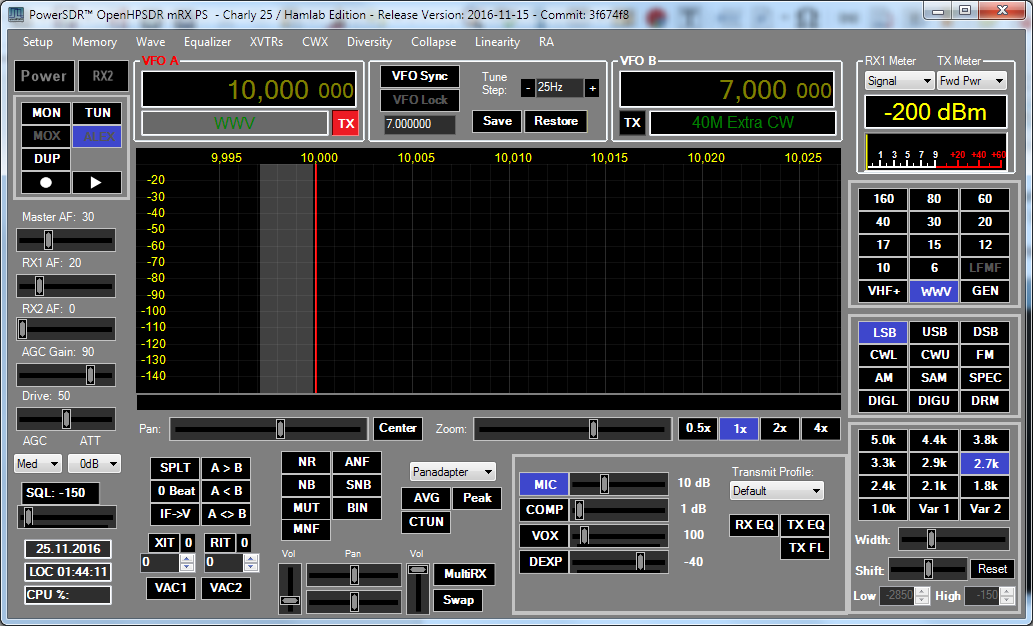 PowerSDR™ OpenHPSDR mRX PS - Charly 25 / Hamlab Edition - Release Version: 2016-11-15 - Commit: 3f674f8
Setup Memory Wave Equalizer XVTRs CWX Diversity Collapse Linearity RA
Power RX2
MON TUN
MOX ALEX
DUP
VFO A
10,000 000
WWV TX
VFO Sync
VFO Lock
7.000000
Tune Step: - 25Hz +
Save Restore
VFO B
7,000 000
TX 40M Extra CW
RX1 Meter TX Meter
Signal Fwd Pwr
-200 dBm
1 3 5 7 9 +20 +40 +60
9,995 10,000 10,005 10,010 10,015 10,020 10,025
-20
-30
-40
-50
-60
-70
-80
-90
-100
-110
-120
-130
-140
Master AF: 30
RX1 AF: 20
RX2 AF: 0
AGC Gain: 90
Drive: 50
AGC ATT
Med 0dB
SQL: -150
25.11.2016
LOC 01:44:11
CPU %:
160 80 60
40 30 20
17 15 12
10 6 LFMF
VHF+ WWV GEN
LSB USB DSB
CWL CWU FM
AM SAM SPEC
DIGL DIGU DRM
Pan: Center Zoom: 0.5x 1x 2x 4x
SPLT A > B
0 Beat A < B
IF->V A <> B
XIT 0 RIT 0
0 0
VAC1 VAC2
NR ANF
NB SNB
MUT BIN
MNF
Vol Pan Vol
Panadapter
AVG Peak
CTUN
MultiRX
Swap
MIC 10 dB
COMP 1 dB
VOX 100
DEXP -40
Transmit Profile:
Default
RX EQ TX EQ
TX FL
5.0k 4.4k 3.8k
3.3k 2.9k 2.7k
2.4k 2.1k 1.8k
1.0k Var 1 Var 2
Width:
Shift: Reset
Low -2850 High -150